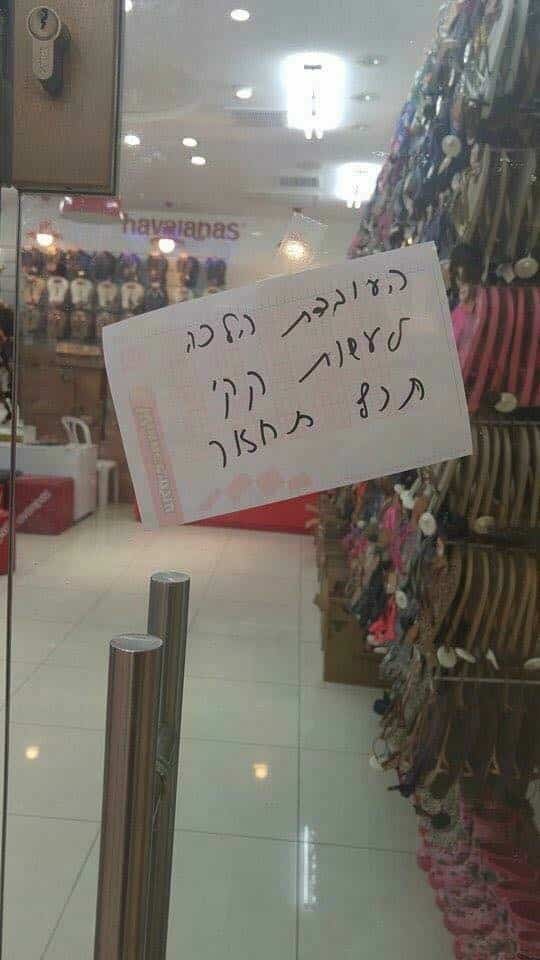 havaianas
העובדת הלכה
לעשות קקי
תכף תחזור